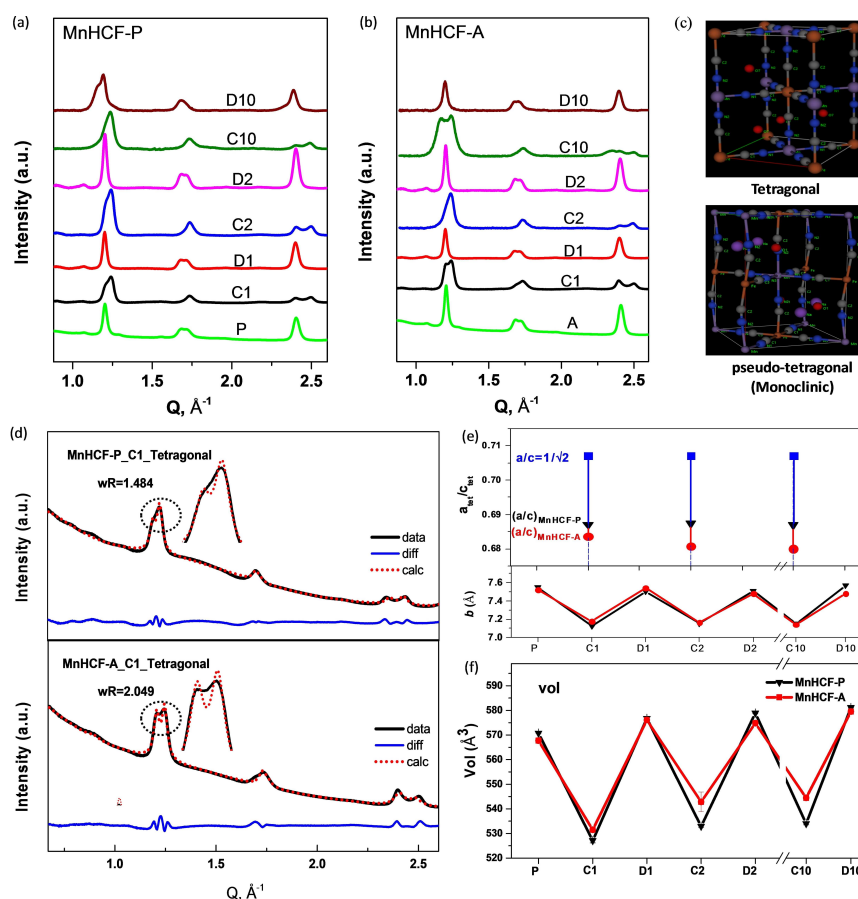 (a)
MnHCF-P
Intensity (a.u.)
D10
C10
D2
C2
D1
C1
P
1.0
1.5
2.0
2.5
Q, Å-1
(b)
MnHCF-A
Intensity (a.u.)
D10
C10
D2
C2
D1
C1
A
1.0
1.5
2.0
2.5
Q, Å-1
(c)
Tetragonal
pseudo-tetragonal
(Monoclinic)
(d)
MnHCF-P_C1_Tetragonal
wR=1.484
Intensity (a.u.)
data
diff
calc
MnHCF-A_C1_Tetragonal
wR=2.049
Intensity (a.u.)
data
diff
calc
1.0
1.5
2.0
2.5
Q, Å-1
(e)
atet/ctet
0.71
0.70
0.69
0.68
a/c=1/√2
(a/c)MnHCF-P
(a/c)MnHCF-A
b (Å)
7.6
7.4
7.2
7.0
P
C1
D1
C2
D2
C10
D10
(f)
vol
MnHCF-P
MnHCF-A
Vol (Å3)
590
580
570
560
550
540
530
520
P
C1
D1
C2
D2
C10
D10